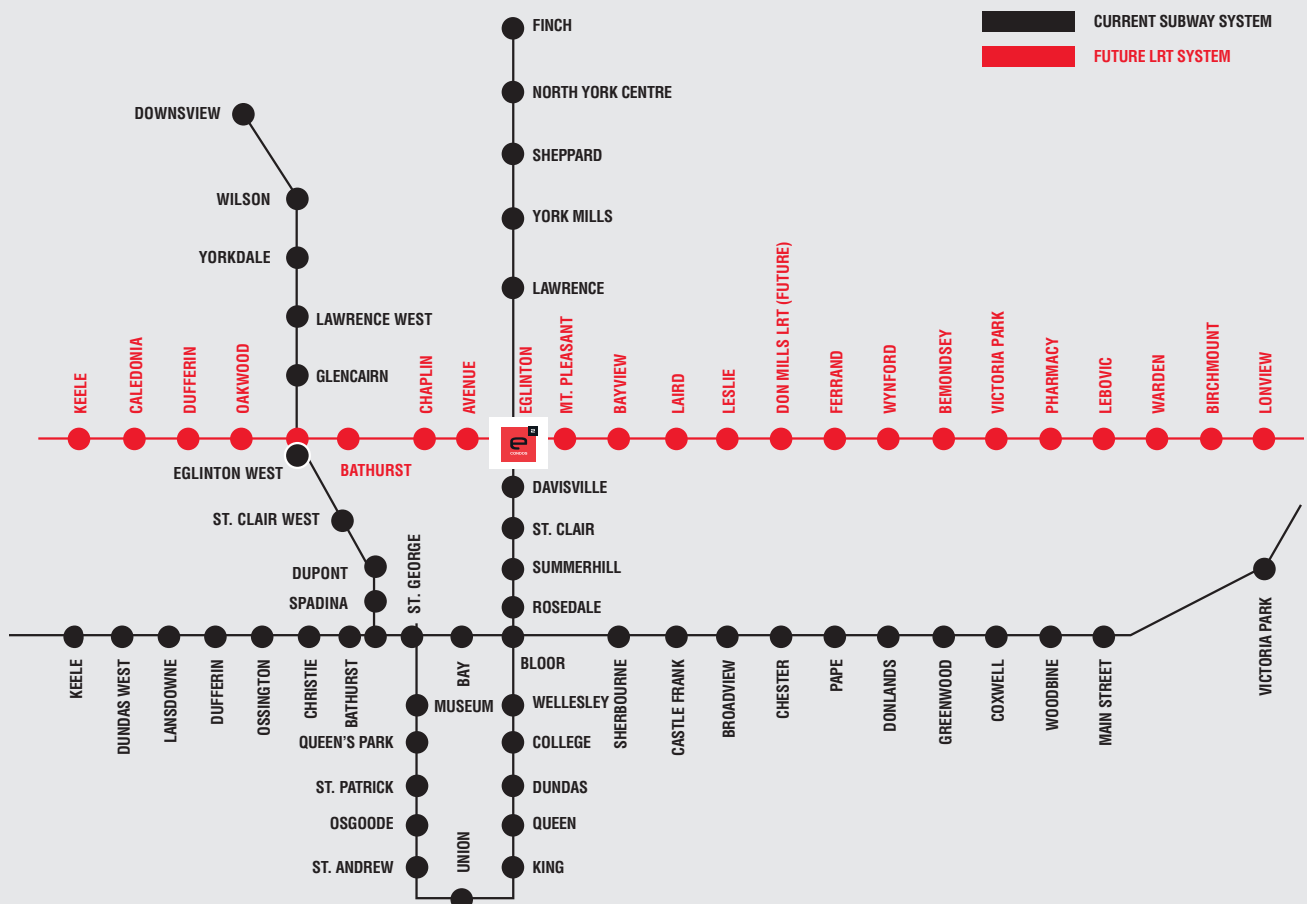 FINCH
CURRENT SUBWAY SYSTEM
FUTURE LRT SYSTEM
NORTH YORK CENTRE
DOWNSVIEW
SHEPPARD
WILSON
YORK MILLS
YORKDALE
LAWRENCE
LAWRENCE WEST
GLENCAIRN
KEELE
CALEDONIA
DUFFERIN
OAKWOOD
CHAPLIN
AVENUE
EGLINTON
MT. PLEASANT
BAYVIEW
LAIRD
LESLIE
DON MILLS LRT (FUTURE)
FERRAND
WYNFORD
BEMONDSEY
VICTORIA PARK
PHARMACY
LEBOVIC
WARDEN
BIRCHMOUNT
LONVIEW
EGLINTON WEST
BATHURST
CONDOS
DAVISVILLE
ST. CLAIR WEST
ST. CLAIR
DUPONT
SUMMERHILL
SPADINA
ST. GEORGE
ROSEDALE
KEELE
DUNDAS WEST
LANSDOWNE
DUFFERIN
OSSINGTON
CHRISTIE
BATHURST
BAY
BLOOR
SHERBOURNE
CASTLE FRANK
BROADVIEW
CHESTER
PAPE
DONLANDS
GREENWOOD
COXWELL
WOODBINE
MAIN STREET
VICTORIA PARK
MUSEUM
WELLESLEY
QUEEN'S PARK
COLLEGE
ST. PATRICK
DUNDAS
OSGOODE
QUEEN
ST. ANDREW
UNION
KING